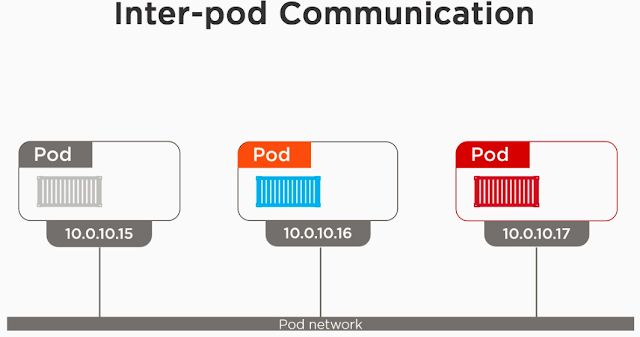 Inter-pod Communication
Pod
Pod
Pod
10.0.10.15
10.0.10.16
10.0.10.17
Pod network